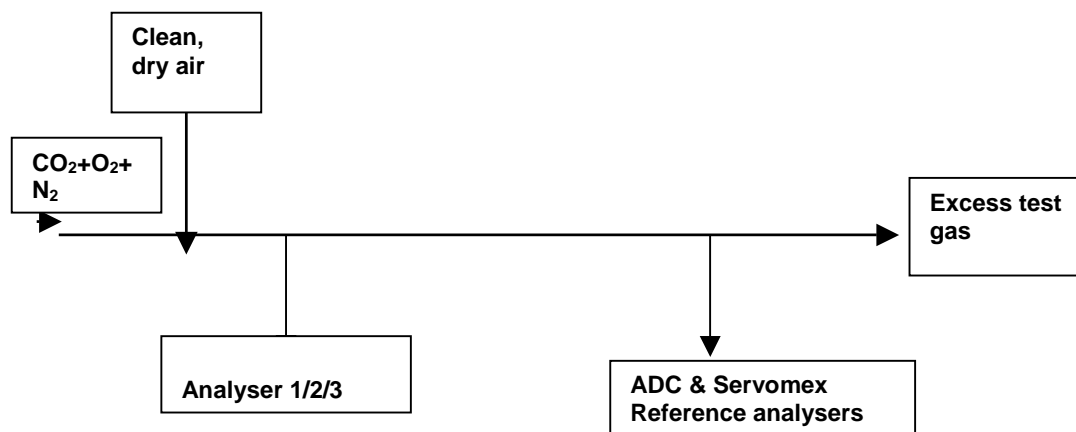 Clean,
dry air
CO₂+O₂+
N₂
Excess test
gas
Analyser 1/2/3
ADC & Servomex
Reference analysers